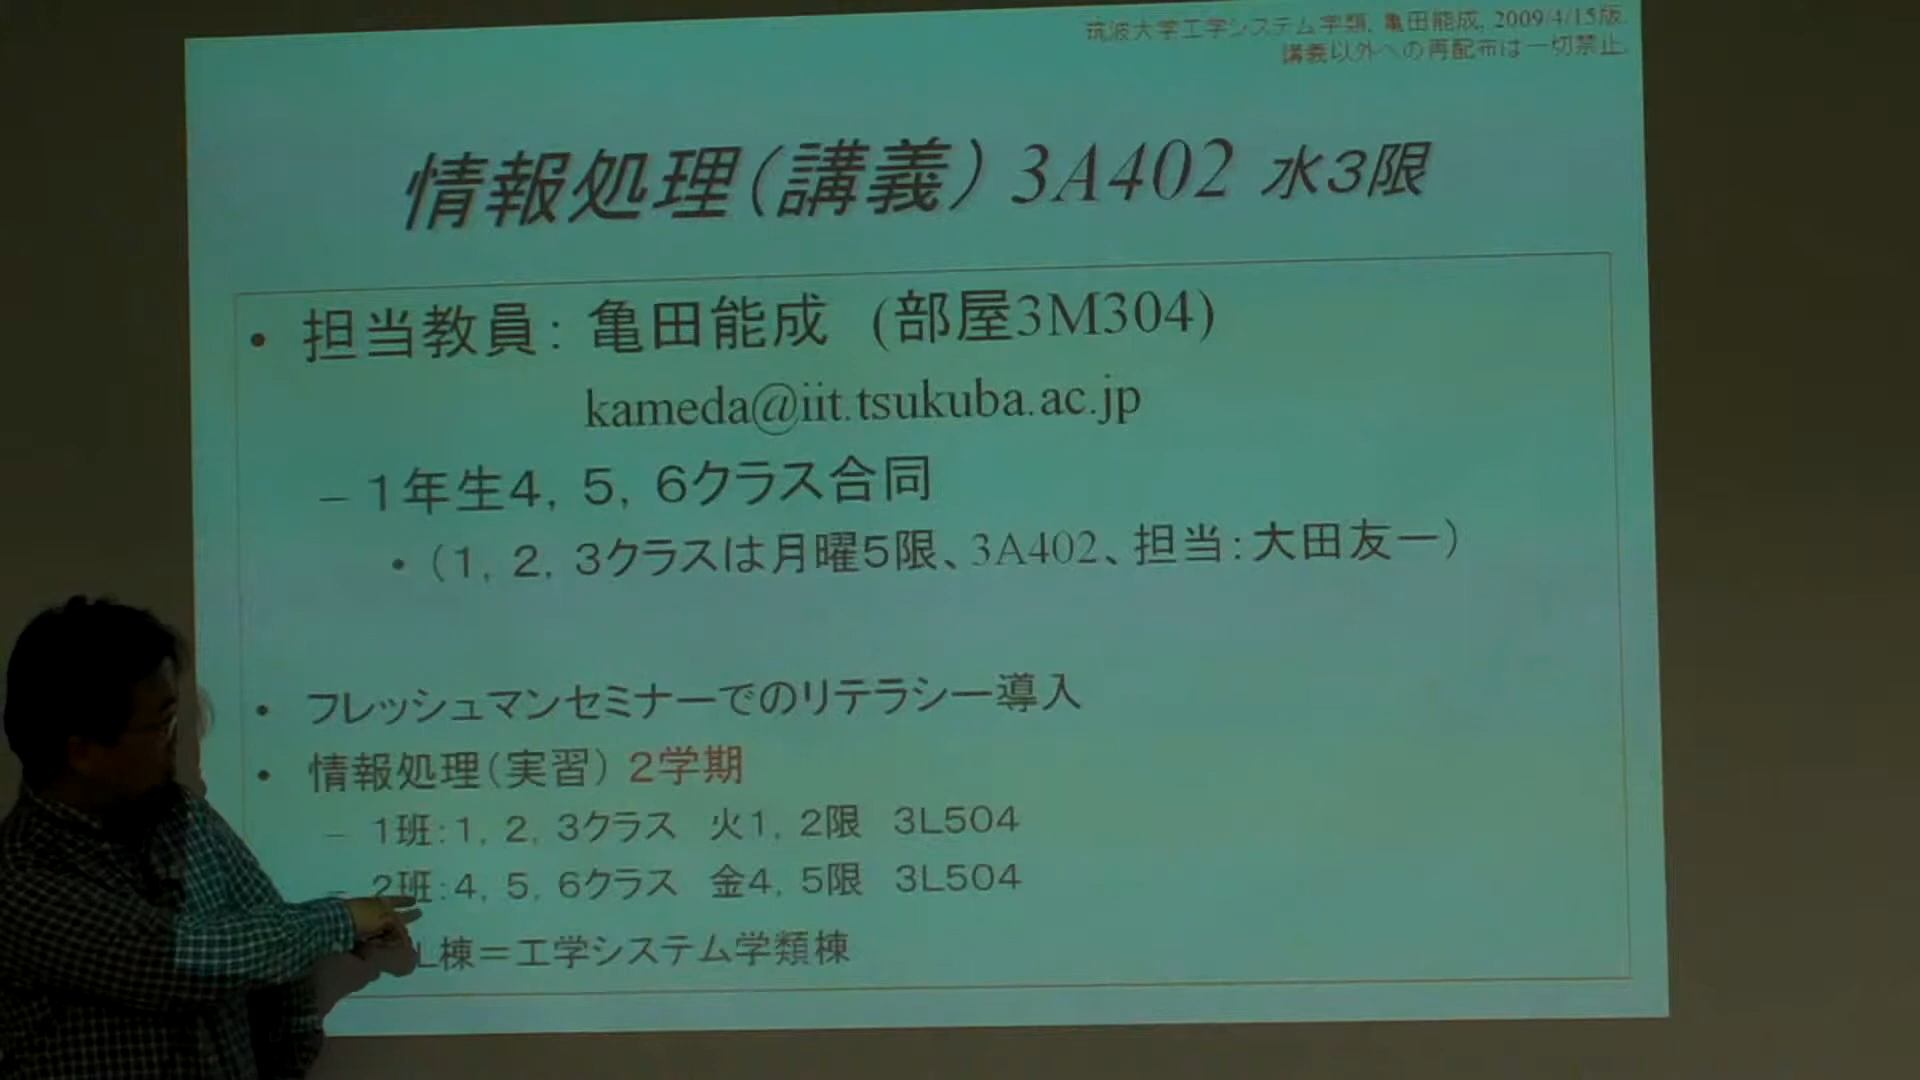 筑波大学工学システム学類, 亀田能成, 2009/4/15版.
講義以外への再配布は一切禁止.
情報処理（講義）3A402 水3限
• 担当教員： 亀田能成 (部屋3M304)
kameda@iit.tsukuba.ac.jp
– １年生４，５，６クラス合同
• （１，２，３クラスは月曜５限、3A402、担当：大田友一）
• フレッシュマンセミナーでのリテラシー導入
• 情報処理（実習）２学期
– １班：１，２，３クラス 火１，２限 ３Ｌ５０４
– ２班：４，５，６クラス 金４，５限 ３Ｌ５０４
L棟＝工学システム学類棟